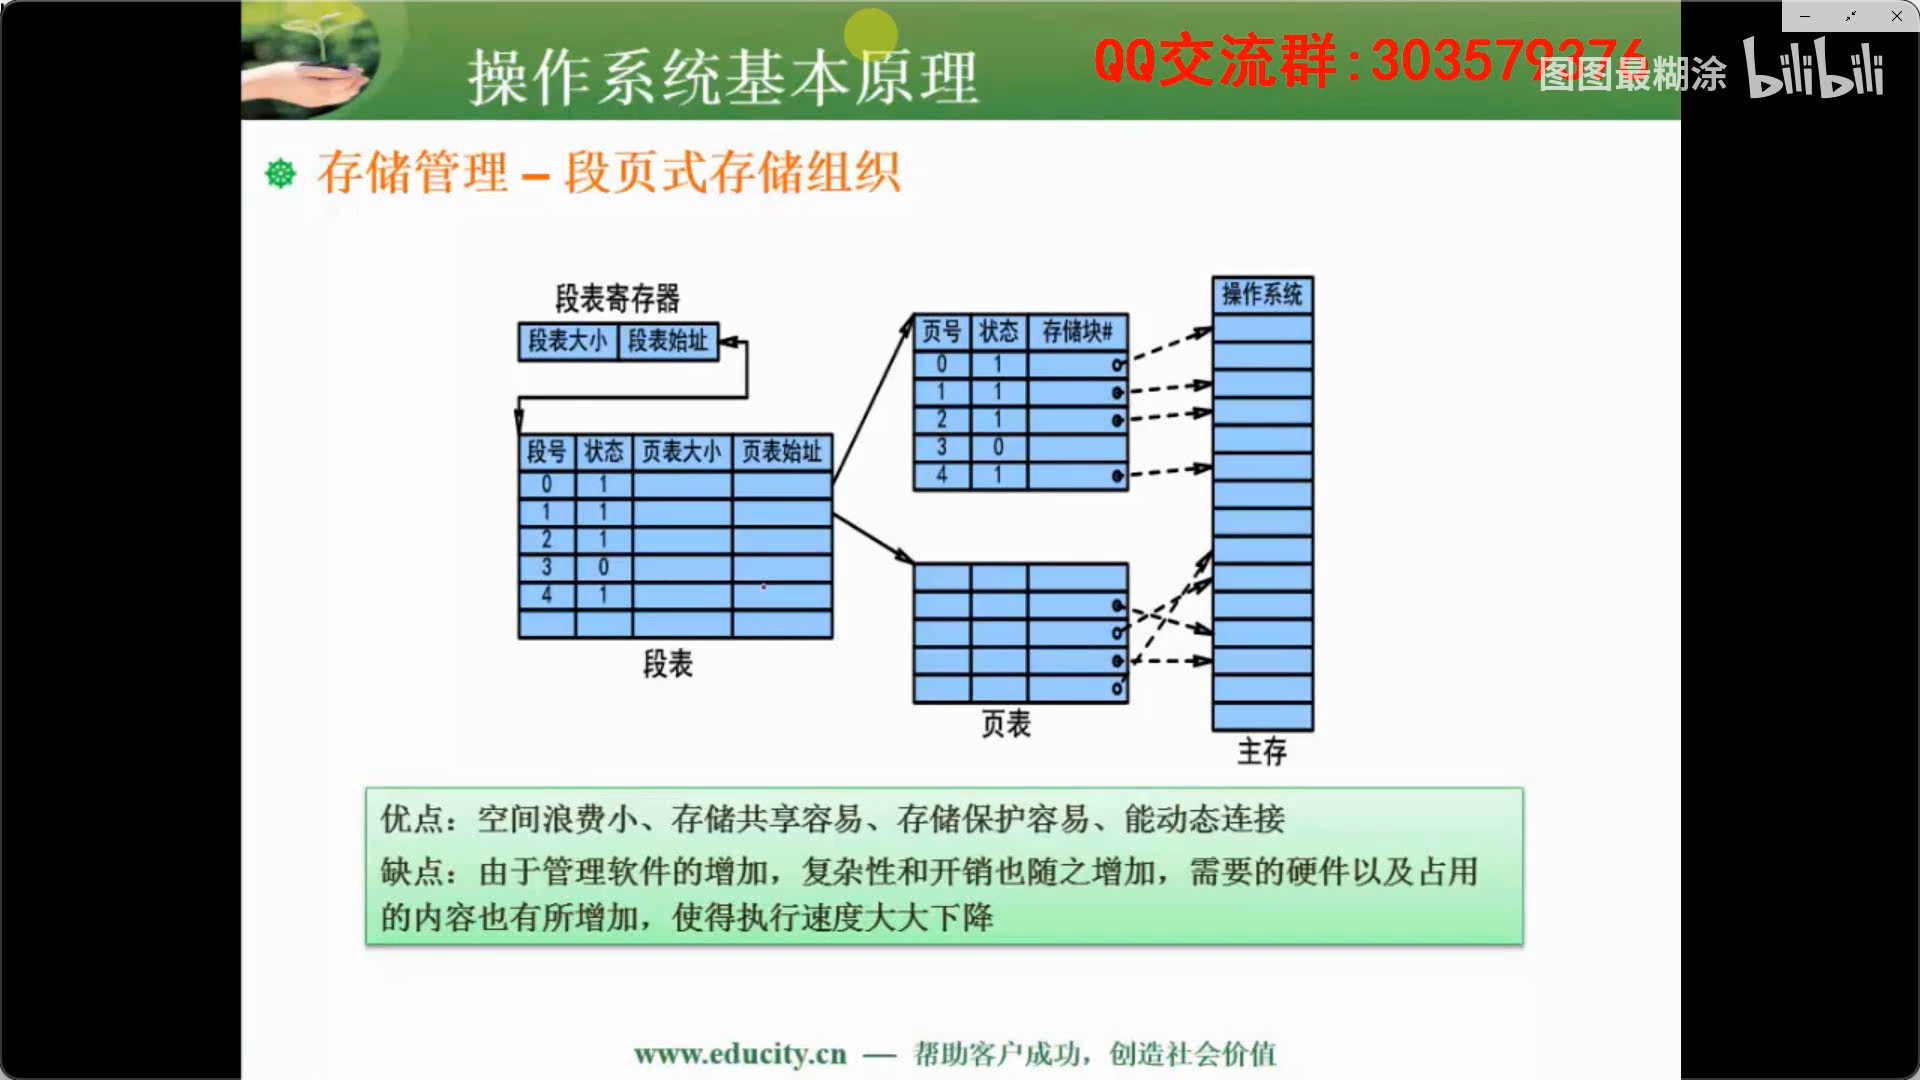 操作系统基本原理
QQ交流群:303579376
图图最糊涂 bilibili
存储管理 – 段页式存储组织
段表寄存器
段表大小 段表始址
段号 状态 页表大小 页表始址
0 1
1 1
2 1
3 0
4 1
段表
页号 状态 存储块#
0 1
1 1
2 1
3 0
4 1
页表
操作系统
主存
优点：空间浪费小、存储共享容易、存储保护容易、能动态连接
缺点：由于管理软件的增加，复杂性和开销也随之增加，需要的硬件以及占用
的内容也有所增加，使得执行速度大大下降
www.educity.cn — 帮助客户成功，创造社会价值